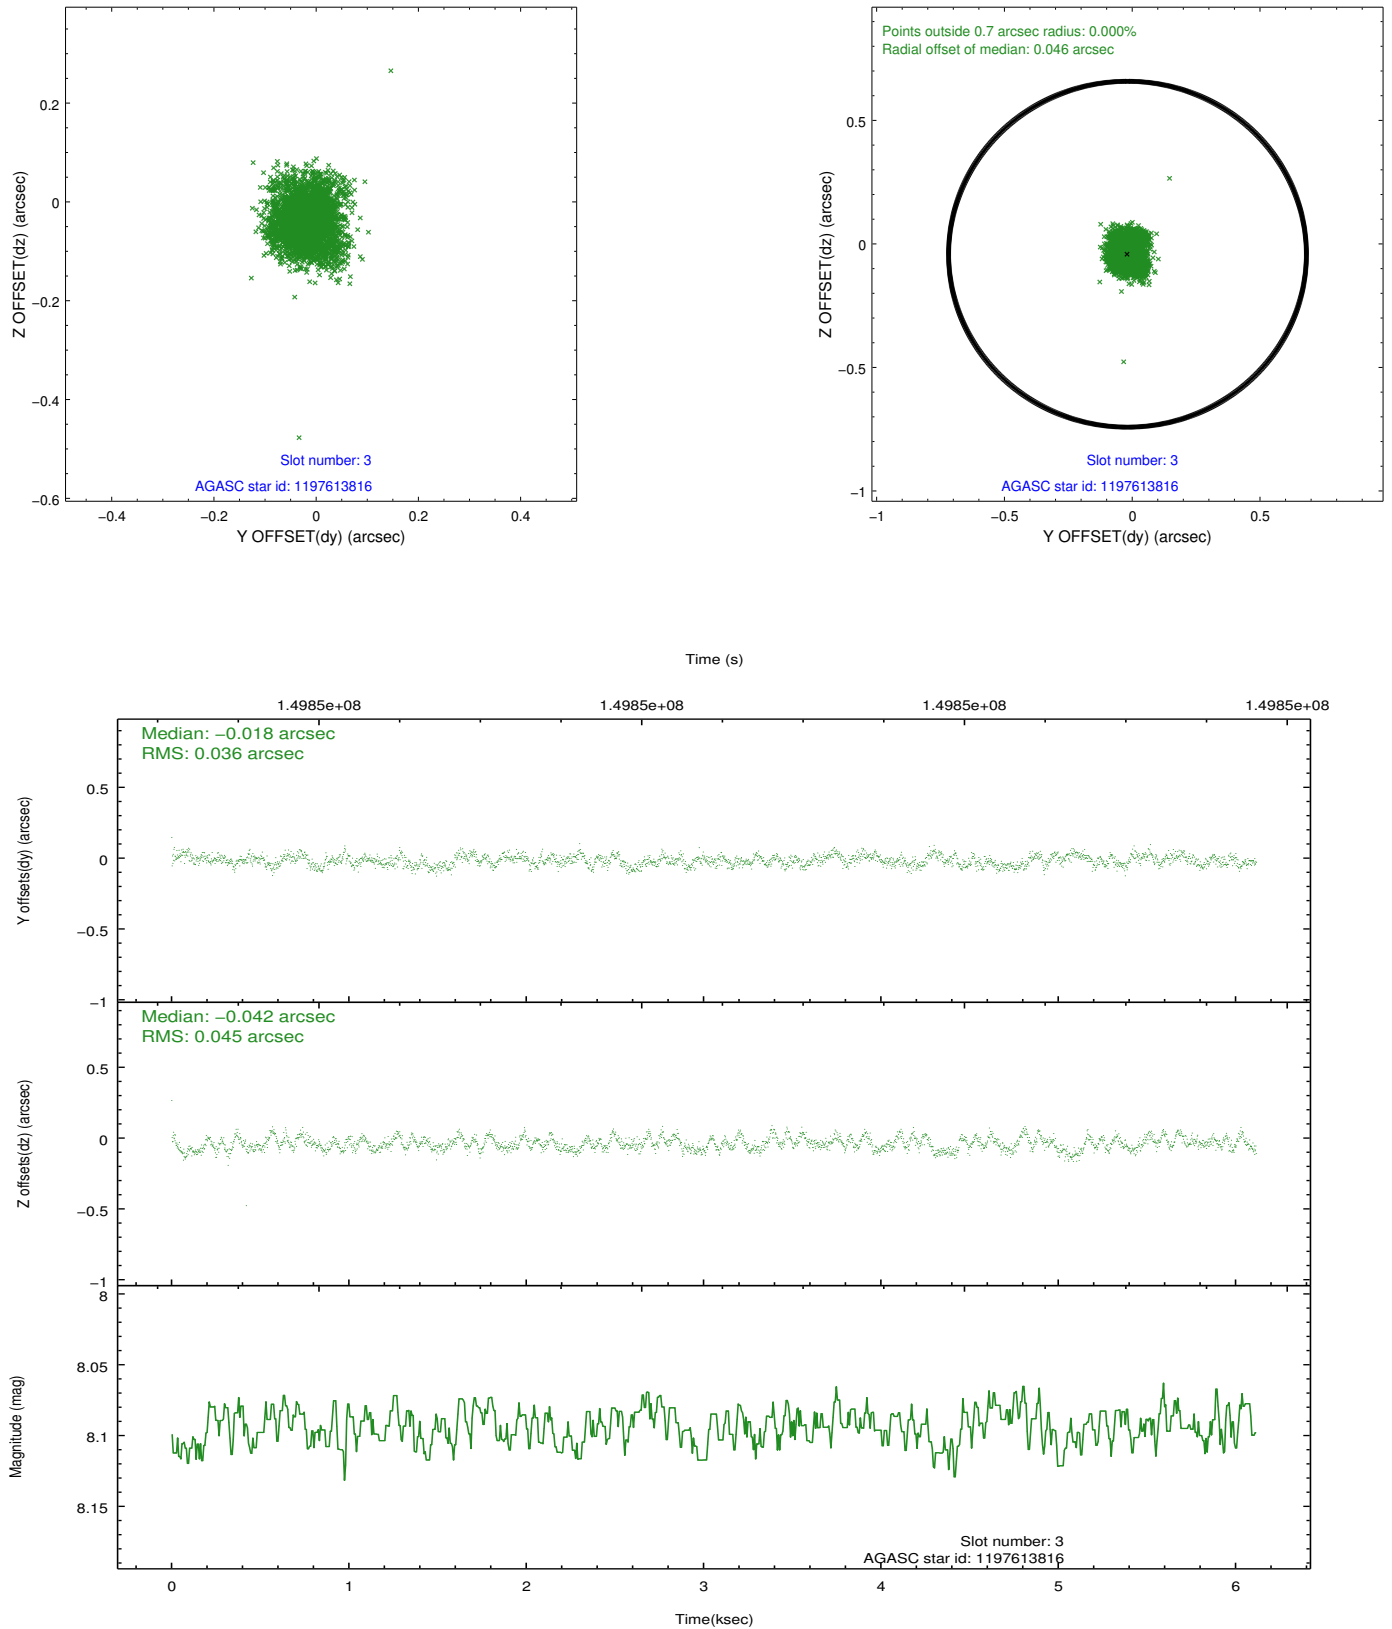 0.2
0
−0.2
−0.4
−0.6
Z OFFSET(dz) (arcsec)
Slot number: 3
AGASC star id: 1197613816
−0.4
−0.2
0
0.2
0.4
Y OFFSET(dy) (arcsec)
Points outside 0.7 arcsec radius: 0.000%
Radial offset of median: 0.046 arcsec
0.5
0
−0.5
−1
Z OFFSET(dz) (arcsec)
Slot number: 3
AGASC star id: 1197613816
−1
−0.5
0
0.5
Y OFFSET(dy) (arcsec)
Time (s)
1.4985e+08
1.4985e+08
1.4985e+08
1.4985e+08
Median: −0.018 arcsec
RMS: 0.036 arcsec
0.5
0
−0.5
−1
Y offsets(dy) (arcsec)
Median: −0.042 arcsec
RMS: 0.045 arcsec
0.5
0
−0.5
−1
Z offsets(dz) (arcsec)
8
8.05
8.1
8.15
Magnitude (mag)
Slot number: 3
AGASC star id: 1197613816
0
1
2
3
4
5
6
Time(ksec)